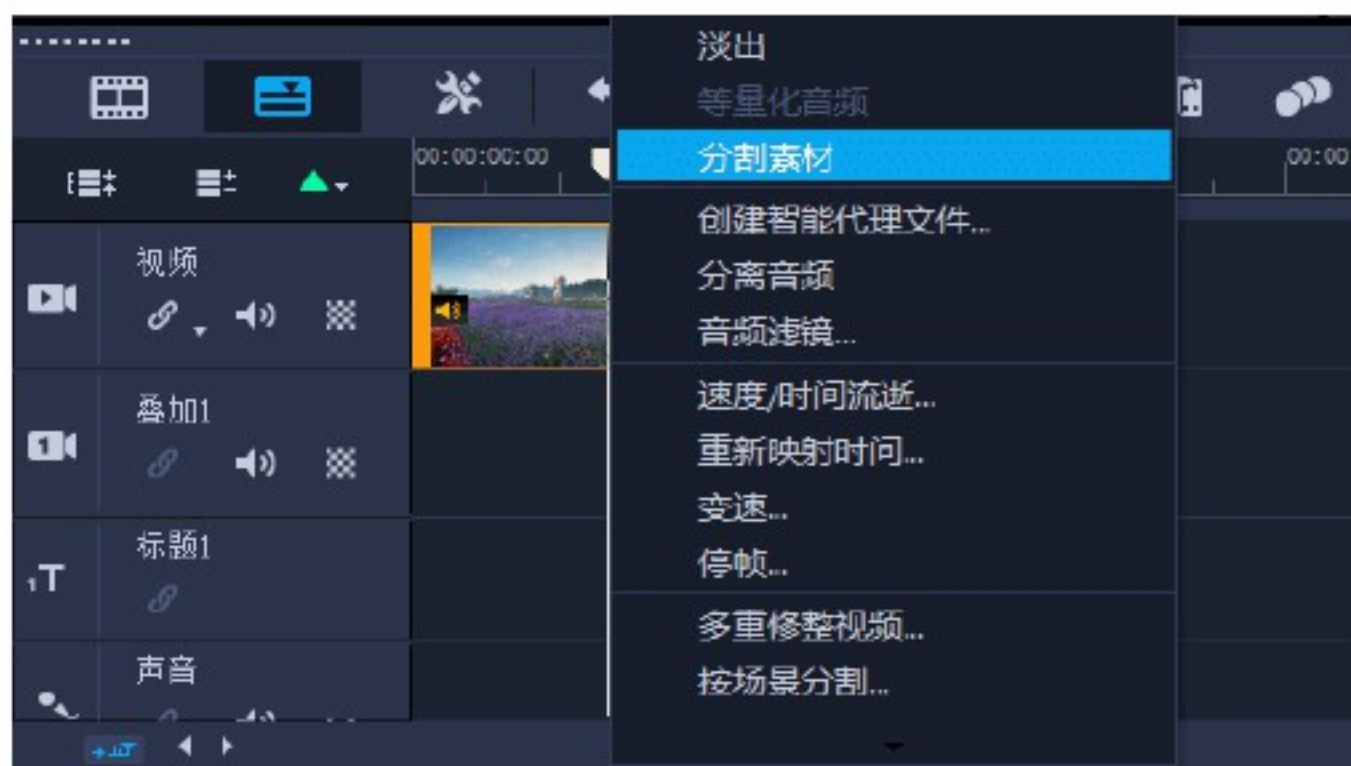 淡出
等量化音频
分割素材
00:00:00:00
00:00
创建智能代理文件...
分离音频
音频滤镜...
速度/时间流逝...
重新映射时间...
变速...
停帧...
多重修整视频...
按场景分割...
视频
叠加1
1
标题1
1T
声音